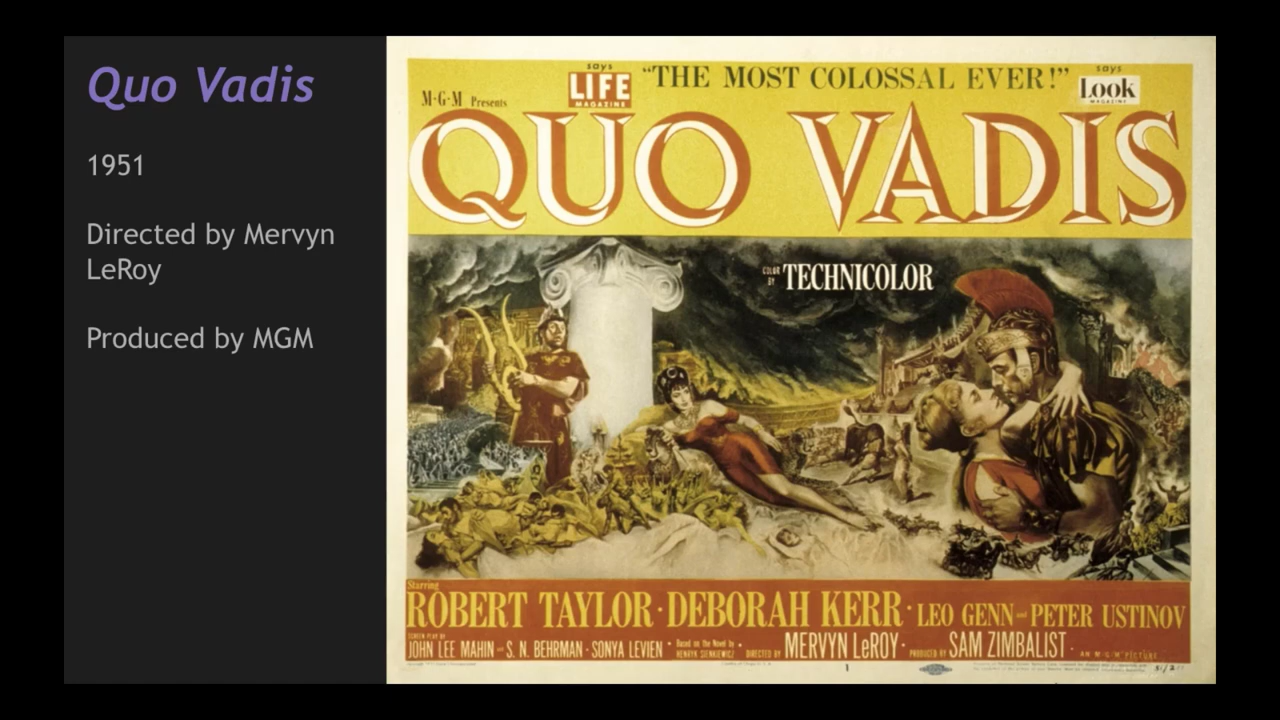 Quo Vadis
1951
Directed by Mervyn
LeRoy
Produced by MGM
says
LIFE
MAGAZINE
"THE MOST COLOSSAL EVER!"
says
Look
MAGAZINE
M-G-M Presents
QUO VADIS
COLOR
BY
TECHNICOLOR
Starring
ROBERT TAYLOR · DEBORAH KERR · LEO GENN and PETER USTINOV
SCREEN PLAY BY
JOHN LEE MAHIN - S. N. BEHRMAN · SONYA LEVIEN
Based on the Novel by
HENRYK SIENKIEWICZ
DIRECTED BY MERVYN LeROY ·
PRODUCED BY SAM ZIMBALIST ·
AN M-G-M PICTURE
1